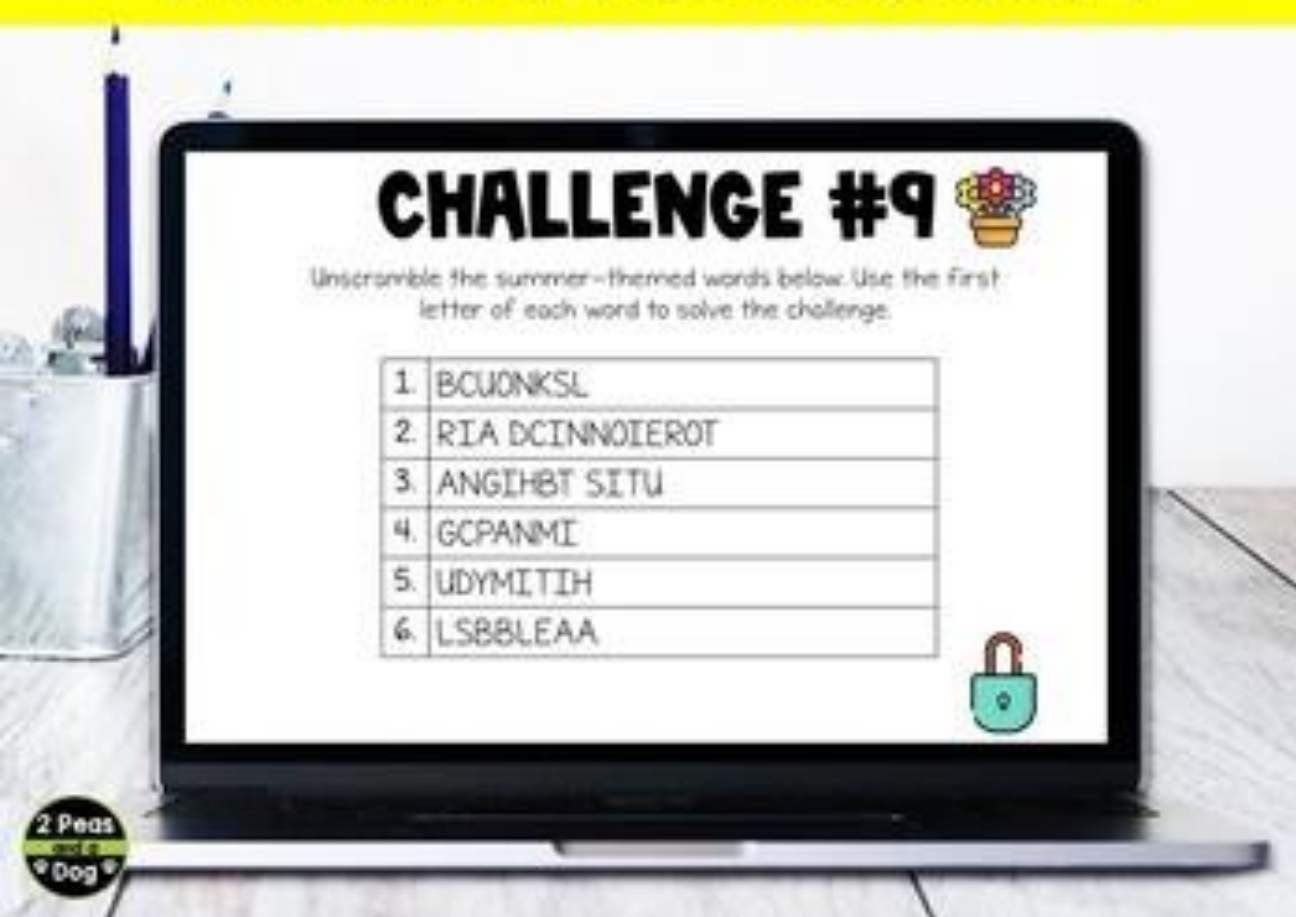 CHALLENGE #9
Unscramble the summer-themed words below. Use the first
letter of each word to solve the challenge.
1. BCUONKSL
2. RIA DCINNOIEROT
3. ANGIHBT SITU
4. GCPANMI
5. UDYMITIH
6. LSBBLEAA
2 Peas
and a
Dog